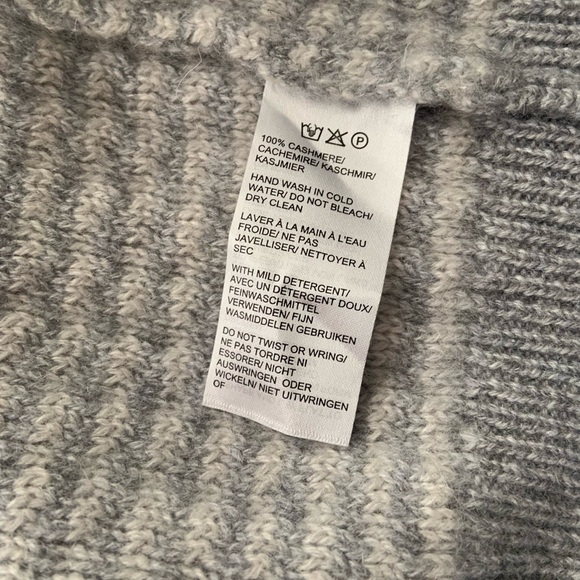 P
100% CASHMERE/
CACHEMIRE/ KASCHMIR/
KASJMIER
HAND WASH IN COLD
WATER/ DO NOT BLEACH/
DRY CLEAN
LAVER À LA MAIN À L'EAU
FROIDE/ NE PAS
JAVELLISER/ NETTOYER À
SEC
WITH MILD DETERGENT/
AVEC UN DÉTERGENT DOUX/
FEINWASCHMITTEL
VERWENDEN/ FIJN
WASMIDDELEN GEBRUIKEN
DO NOT TWIST OR WRING/
NE PAS TORDRE NI
ESSORER/ NICHT
AUSWRINGEN ODER
WICKELN/ NIET UITWRINGEN
OF